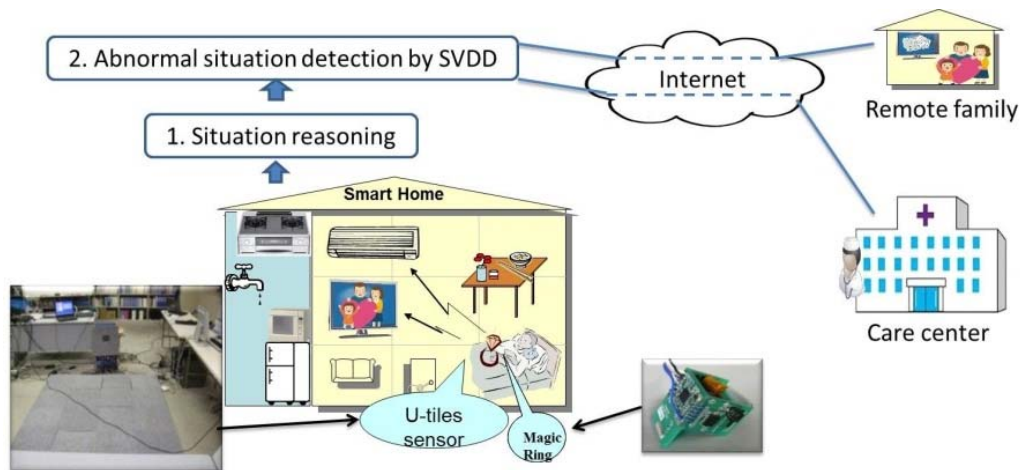 2. Abnormal situation detection by SVDD
Internet
Remote family
1. Situation reasoning
Smart Home
Care center
U-tiles
sensor
Magic
Ring